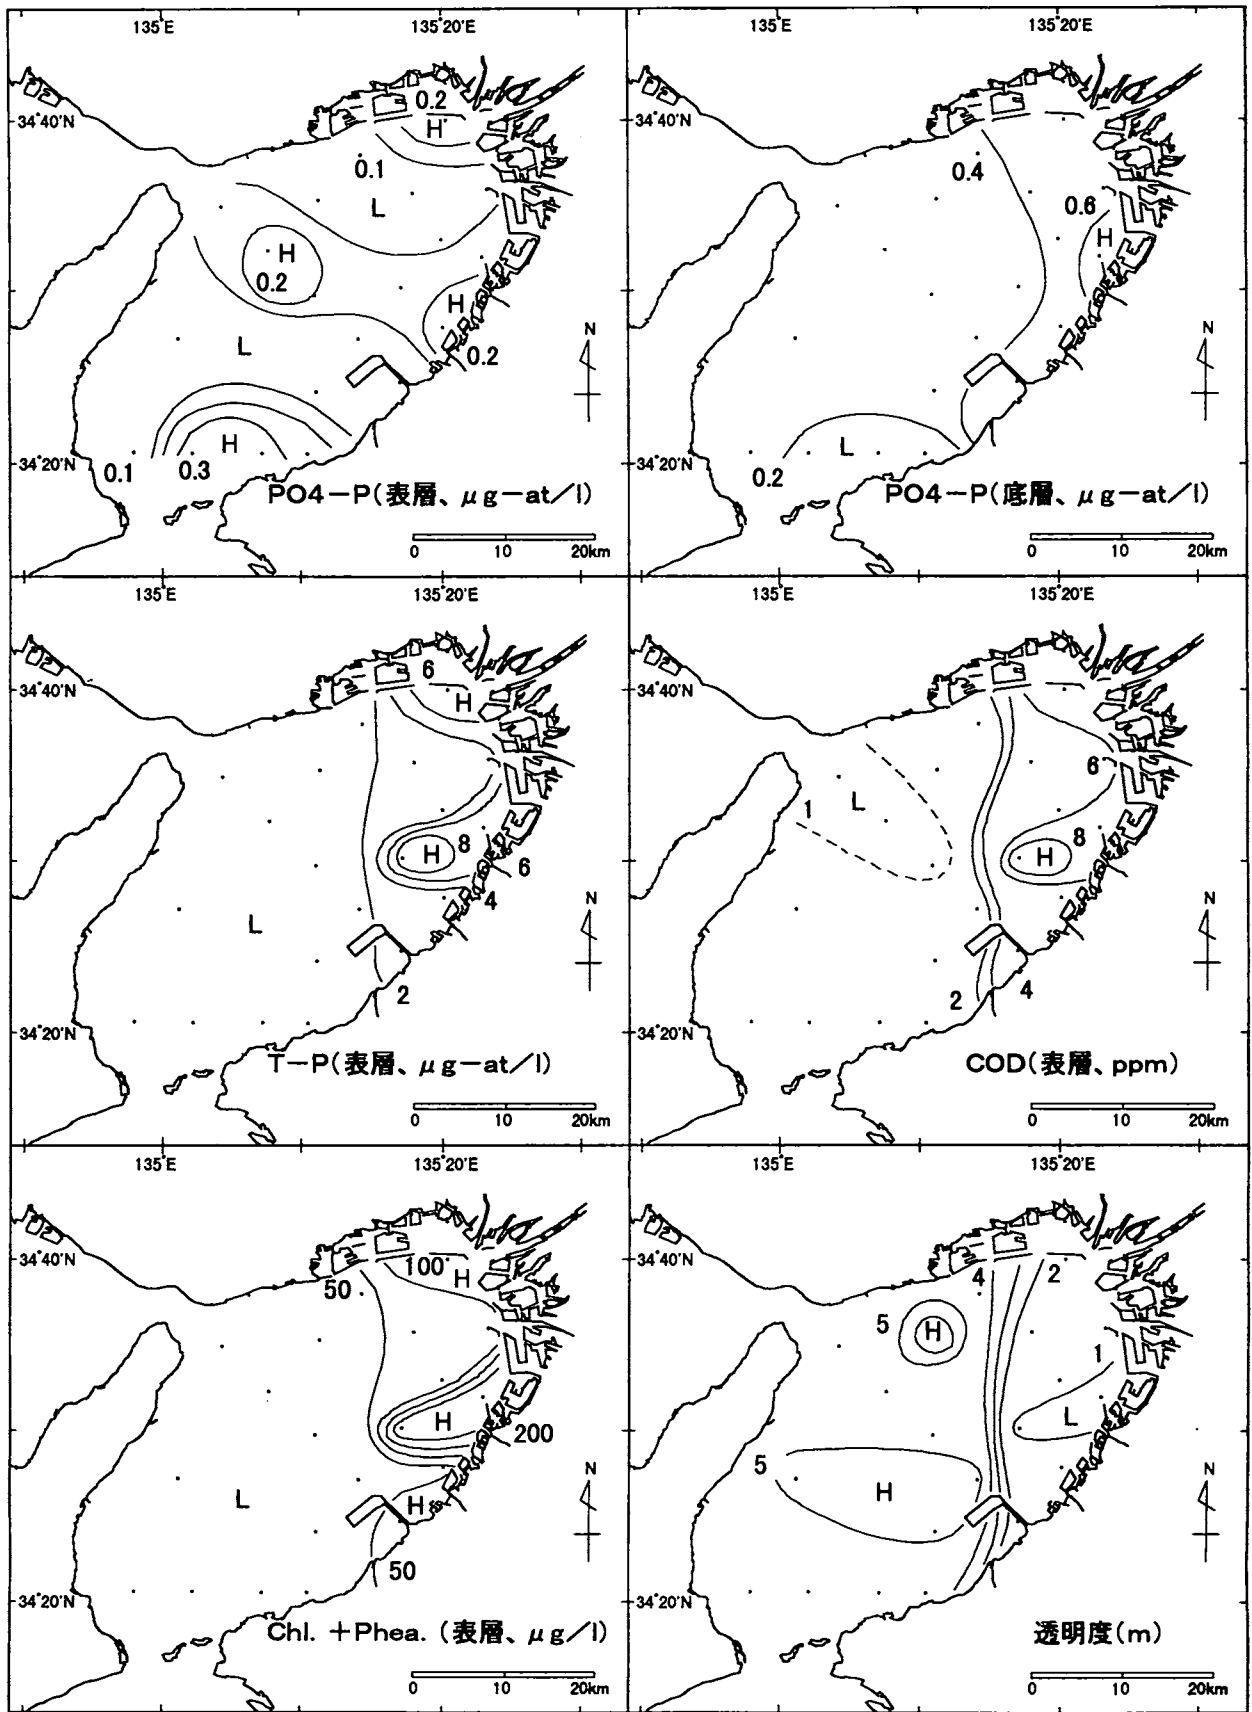 135°E
135°20'E
34°40'N
0.2
H
0.1
L
H
0.2
H
0.2
L
N
H
34°20'N
0.1
0.3
PO4-P(表層、μg-at/l)
0 10 20km
135°E
135°20'E
34°40'N
0.4
0.6
H
N
34°20'N
0.2
L
PO4-P(底層、μg-at/l)
0 10 20km
135°E
135°20'E
34°40'N
6
H
8
H
6
4
L
N
2
34°20'N
T-P(表層、μg-at/l)
0 10 20km
135°E
135°20'E
34°40'N
6
L
1
8
H
N
2
4
34°20'N
COD(表層、ppm)
0 10 20km
135°E
135°20'E
34°40'N
50
100
H
H
200
L
H
N
50
34°20'N
Chl. +Phea. (表層、μg/l)
0 10 20km
135°E
135°20'E
34°40'N
4
2
5
H
1
L
5
H
N
34°20'N
透明度(m)
0 10 20km